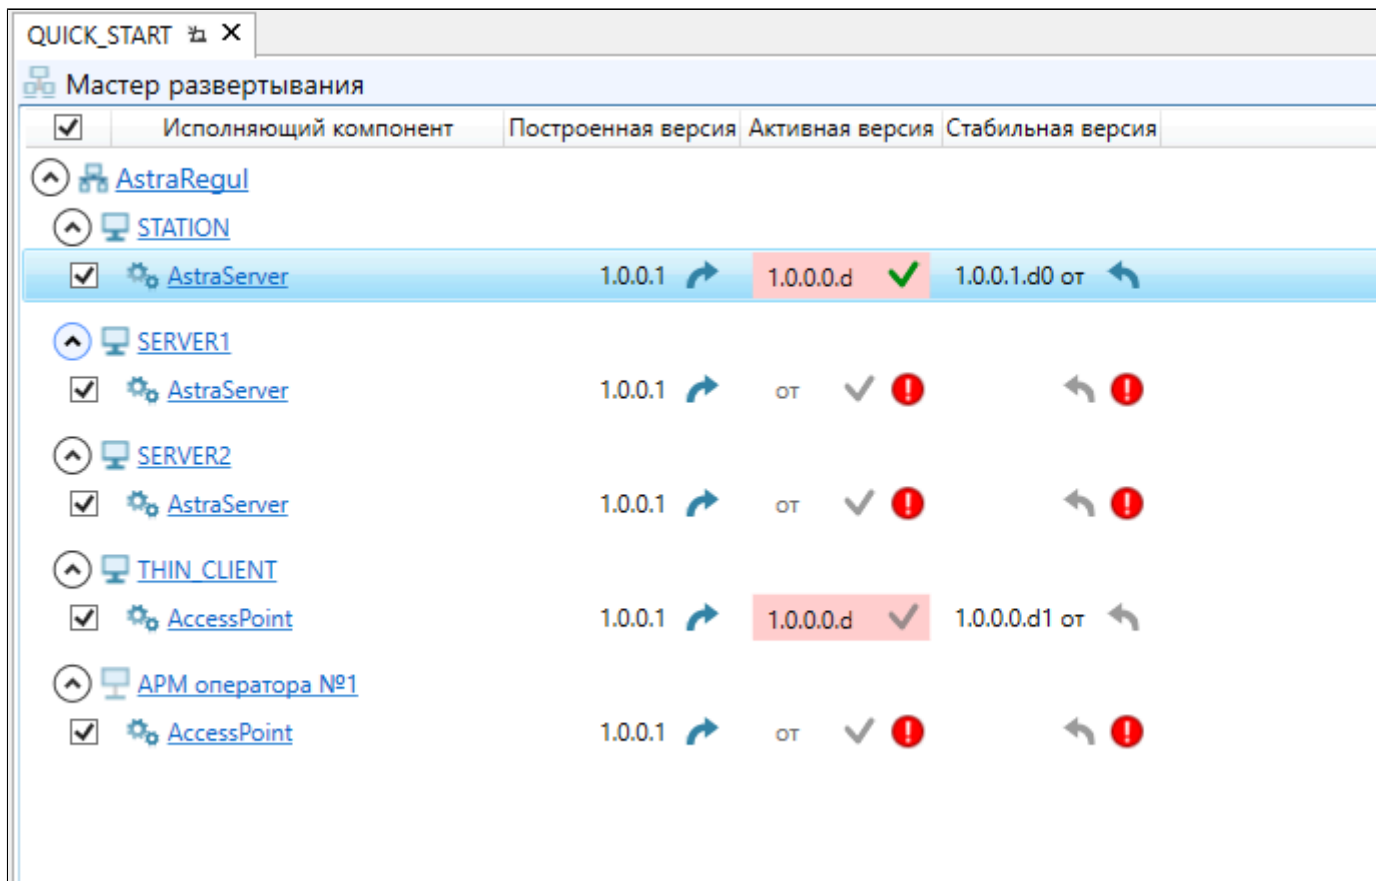 QUICK_START
Мастер развертывания
Исполняющий компонент Построенная версия Активная версия Стабильная версия
AstraRegul
STATION
AstraServer 1.0.0.1 1.0.0.0.d 1.0.0.1.d0 от
SERVER1
AstraServer 1.0.0.1 от
SERVER2
AstraServer 1.0.0.1 от
THIN_CLIENT
AccessPoint 1.0.0.1 1.0.0.0.d 1.0.0.0.d1 от
АРМ оператора №1
AccessPoint 1.0.0.1 от